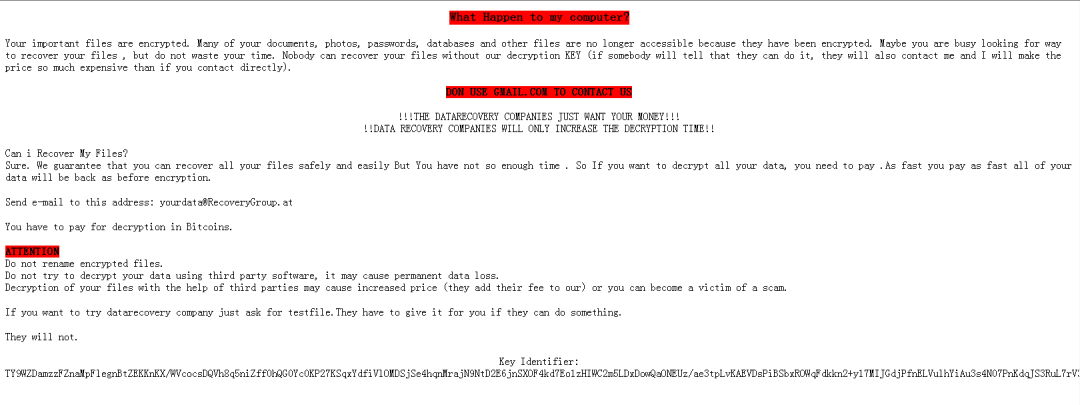 What Happen to my computer?
Your important files are encrypted. Many of your documents, photos, passwords, databases and other files are no longer accessible because they have been encrypted. Maybe you are busy looking for way
to recover your files , but do not waste your time. Nobody can recover your files without our decryption KEY (if somebody will tell that they can do it, they will also contact me and I will make the
price so much expensive than if you contact directly).
DON USE GMAIL.COM TO CONTACT US
!!!THE DATARECOVERY COMPANIES JUST WANT YOUR MONEY!!!
!!DATA RECOVERY COMPANIES WILL ONLY INCREASE THE DECRYPTION TIME!!
Can i Recover My Files?
Sure. We guarantee that you can recover all your files safely and easily But You have not so enough time . So If you want to decrypt all your data, you need to pay .As fast you pay as fast all of your
data will be back as before encryption.
Send e-mail to this address: yourdata@RecoveryGroup.at
You have to pay for decryption in Bitcoins.
ATTENTION
Do not rename encrypted files.
Do not try to decrypt your data using third party software, it may cause permanent data loss.
Decryption of your files with the help of third parties may cause increased price (they add their fee to our) or you can become a victim of a scam.
If you want to try datarecovery company just ask for testfile.They have to give it for you if they can do something.
They will not.
Key Identifier: